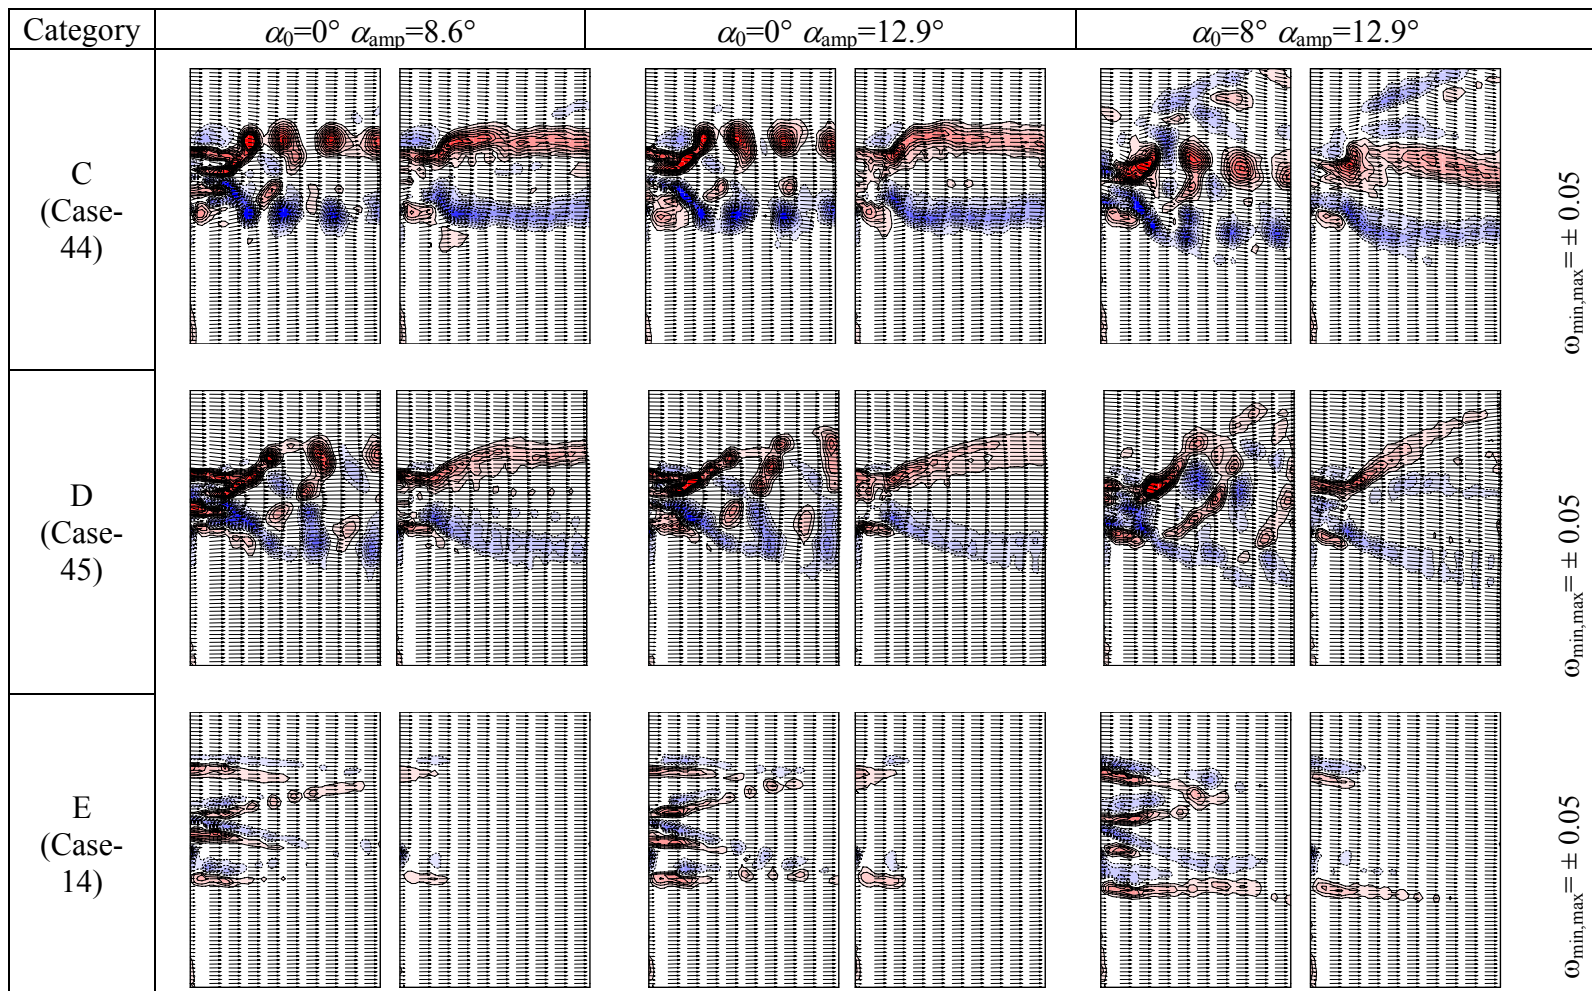 Category α₀=0° αamp=8.6° α₀=0° αamp=12.9° α₀=8° αamp=12.9°
C
(Case-
44)
ωmin,max= ± 0.05
D
(Case-
45)
ωmin,max= ± 0.05
E
(Case-
14)
ωmin,max= ± 0.05